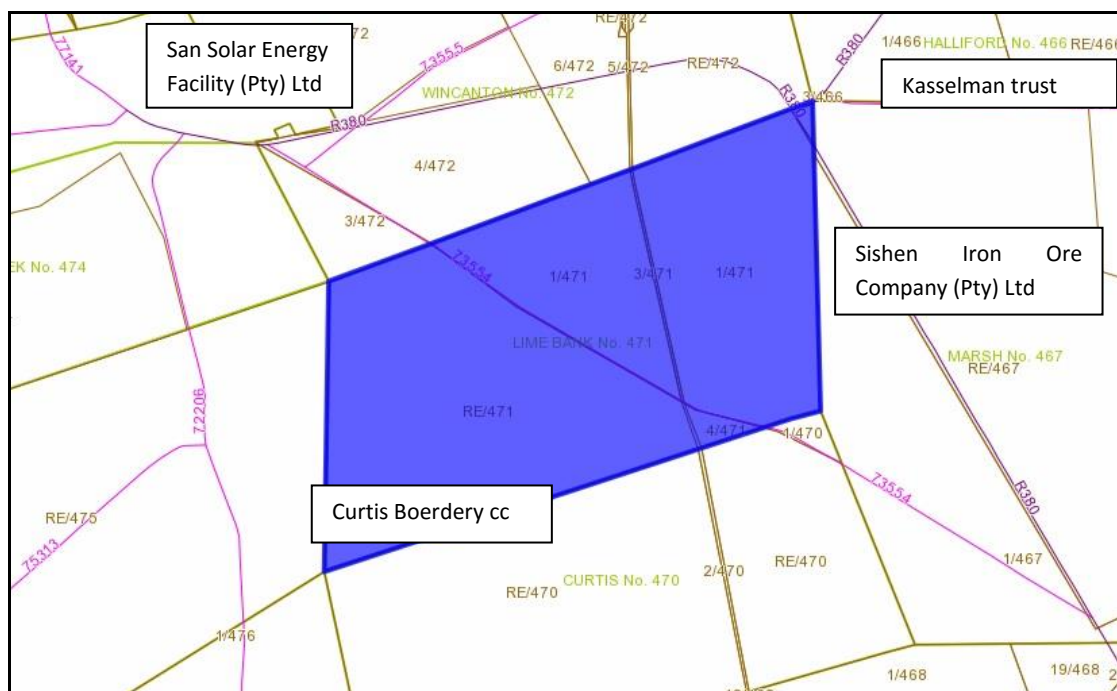 San Solar Energy
Facility (Pty) Ltd
Kasselman trust
Sishen Iron Ore
Company (Pty) Ltd
Curtis Boerdery cc
77141
73555
RE/472
6/472
5/472
RE/472
WINCANTON No. 472
R380
R380
R380
1/466
HALLIFORD No. 466
RE/466
3/466
4/472
3/472
EK No. 474
73554
1/471
3/471
1/471
LIME BANK No. 471
RE/471
4/471
1/470
MARSH No. 467
RE/467
72206
RE/475
75313
73554
R380
1/467
RE/470
CURTIS No. 470
2/470
RE/470
1/476
1/468
19/468